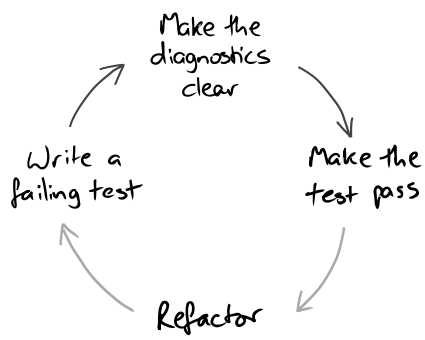 Make the
diagnostics
clear
Write a
failing test
Make the
test pass
Refactor